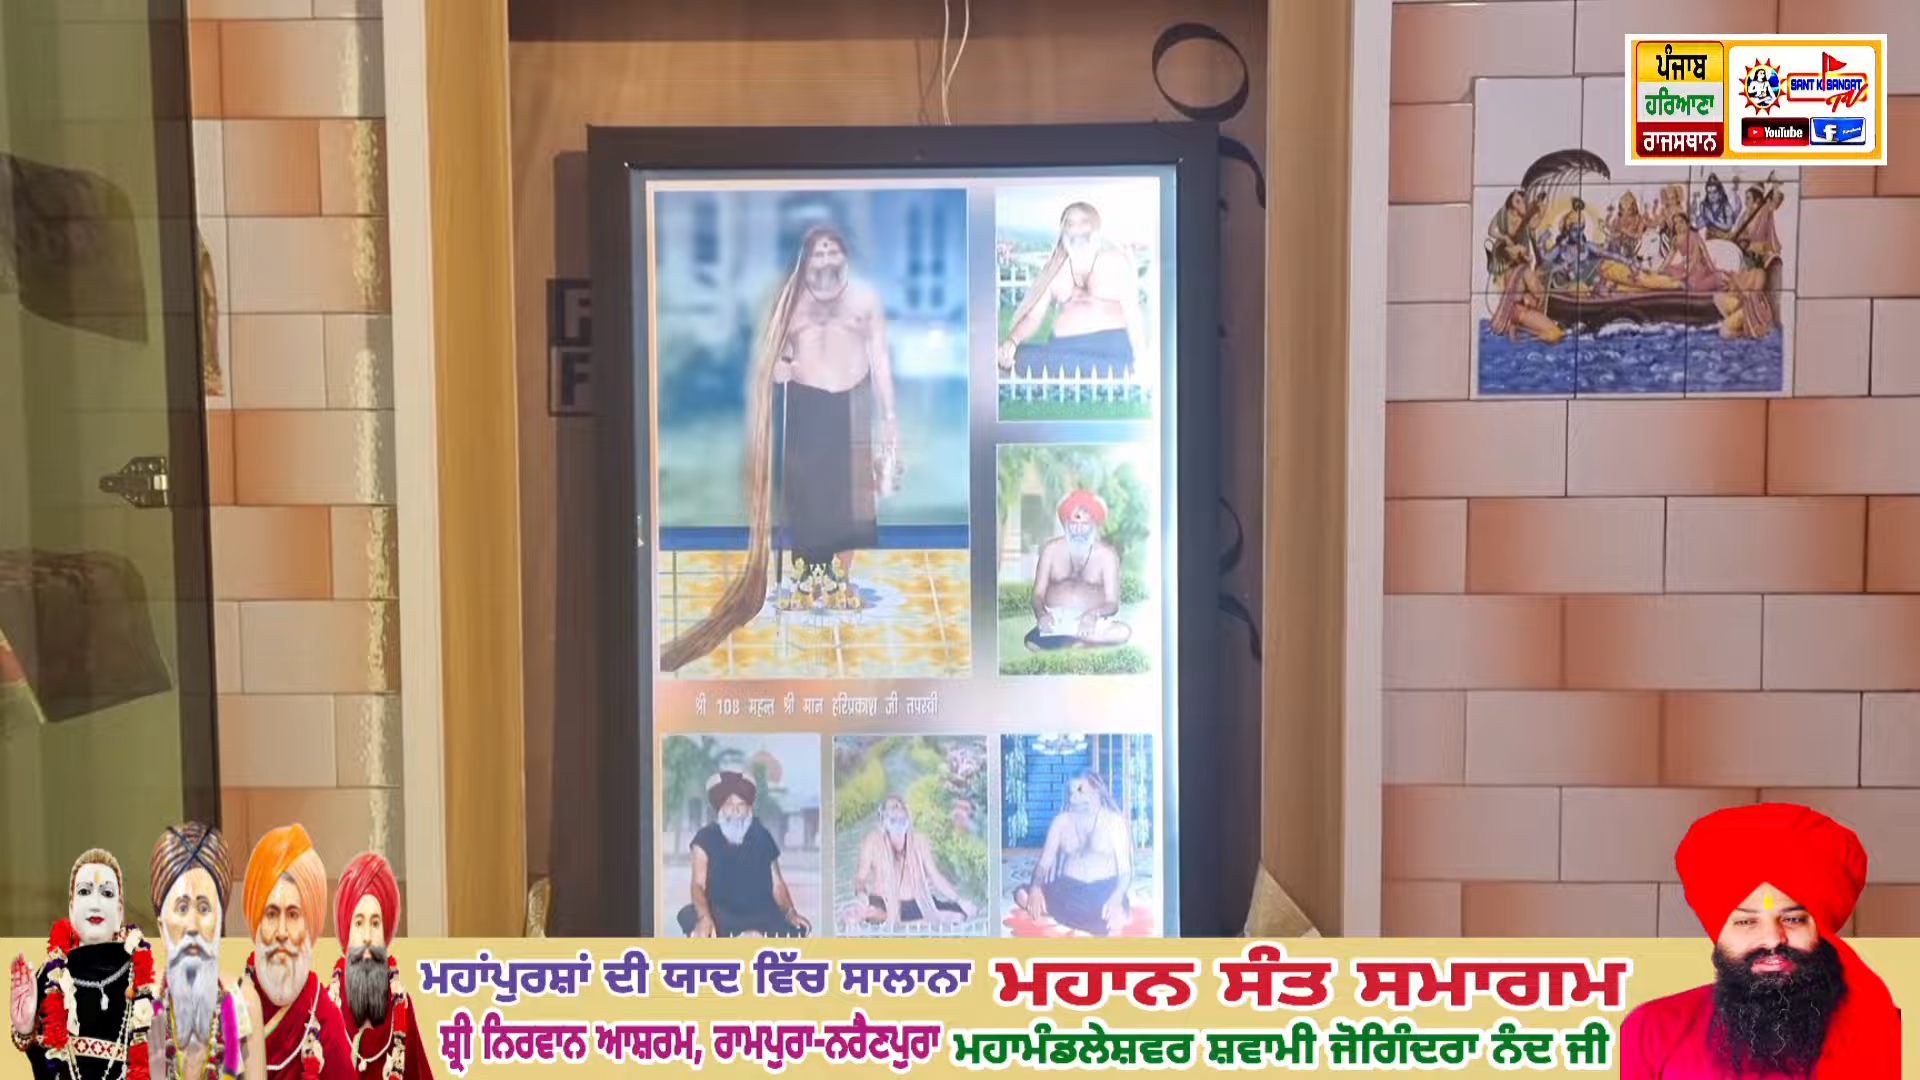 ਪੰਜਾਬ
ਹਰਿਆਣਾ
ਰਾਜਸਥਾਨ
SANT KI SANGAT
TV
YouTube
श्री 108 महन्त श्री मान हरिप्रकाश जी तपस्वी
ਮਹਾਂਪੁਰਸ਼ਾਂ ਦੀ ਯਾਦ ਵਿੱਚ ਸਾਲਾਨਾ ਮਹਾਨ ਸੰਤ ਸਮਾਗਮ
ਸ਼੍ਰੀ ਨਿਰਵਾਨ ਆਸ਼ਰਮ, ਰਾਮਪੁਰਾ-ਨਰੈਣਪੁਰਾ ਮਹਾਮੰਡਲੇਸ਼ਵਰ ਸ਼ਵਾਮੀ ਜੋਗਿੰਦਰਾ ਨੰਦ ਜੀ